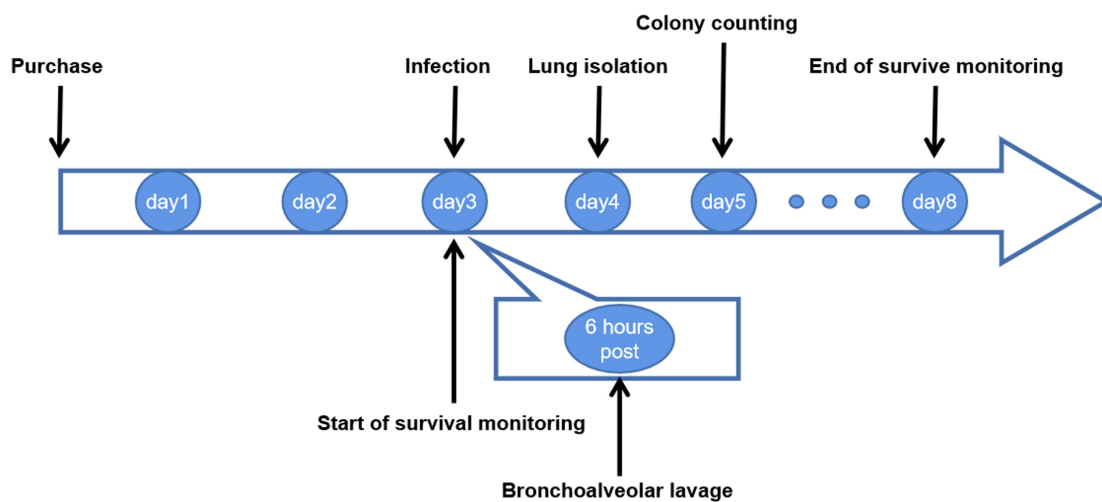 Colony counting
Purchase
Infection
Lung isolation
End of survive monitoring
day1
day2
day3
day4
day5
day8
6 hours
post
Start of survival monitoring
Bronchoalveolar lavage